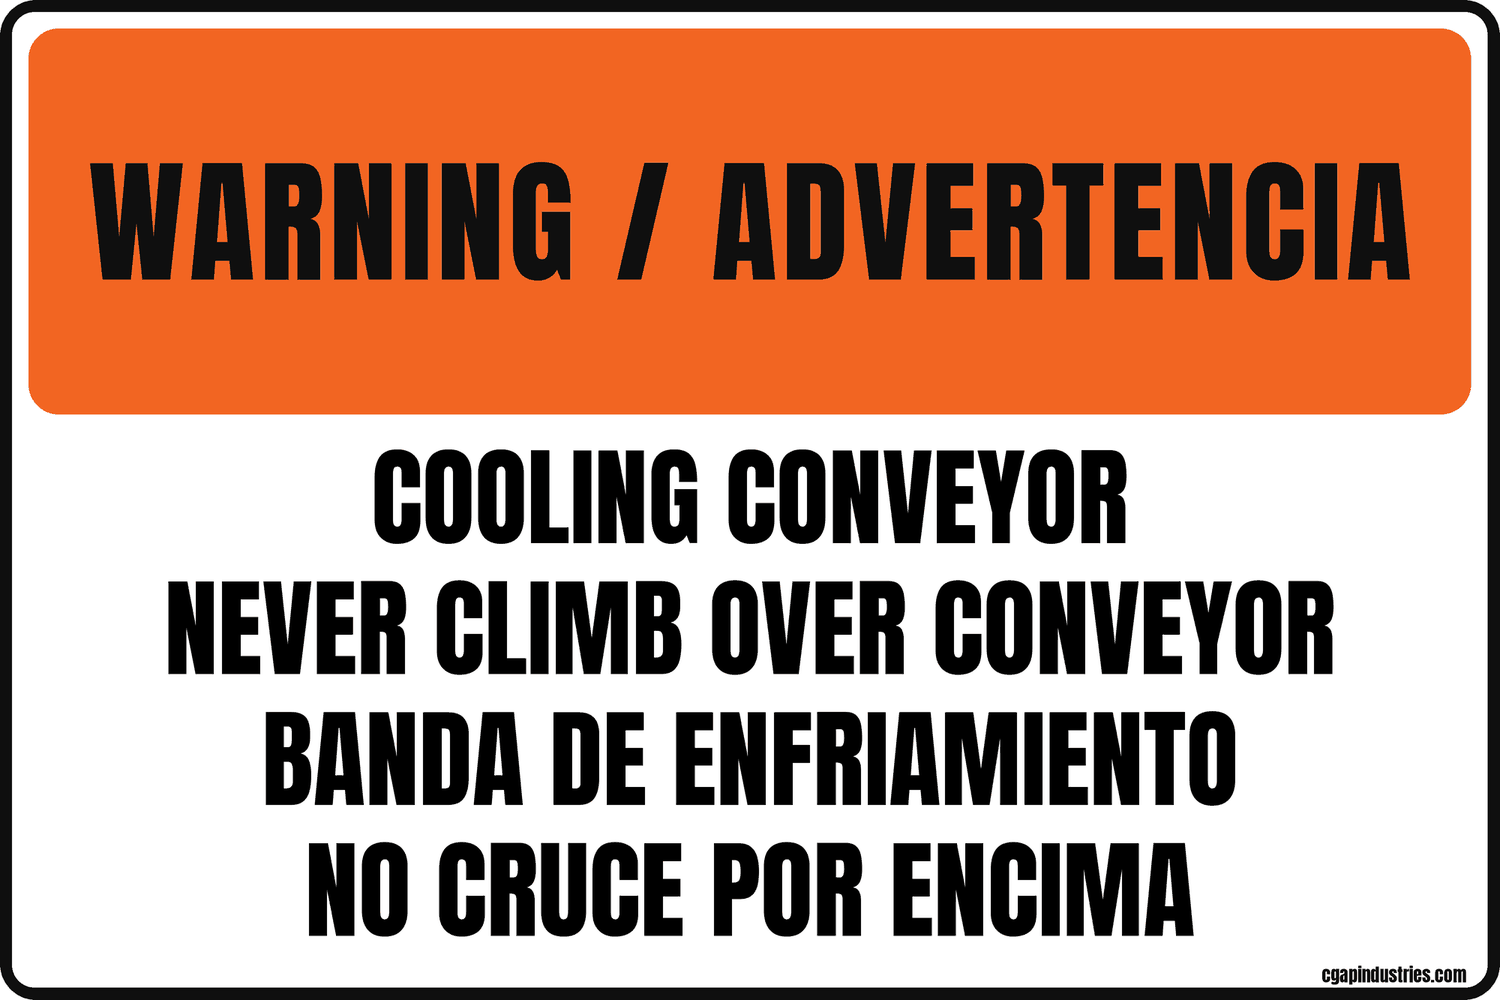 WARNING / ADVERTENCIA
COOLING CONVEYOR
NEVER CLIMB OVER CONVEYOR
BANDA DE ENFRIAMIENTO
NO CRUCE POR ENCIMA
cgapindustries.com